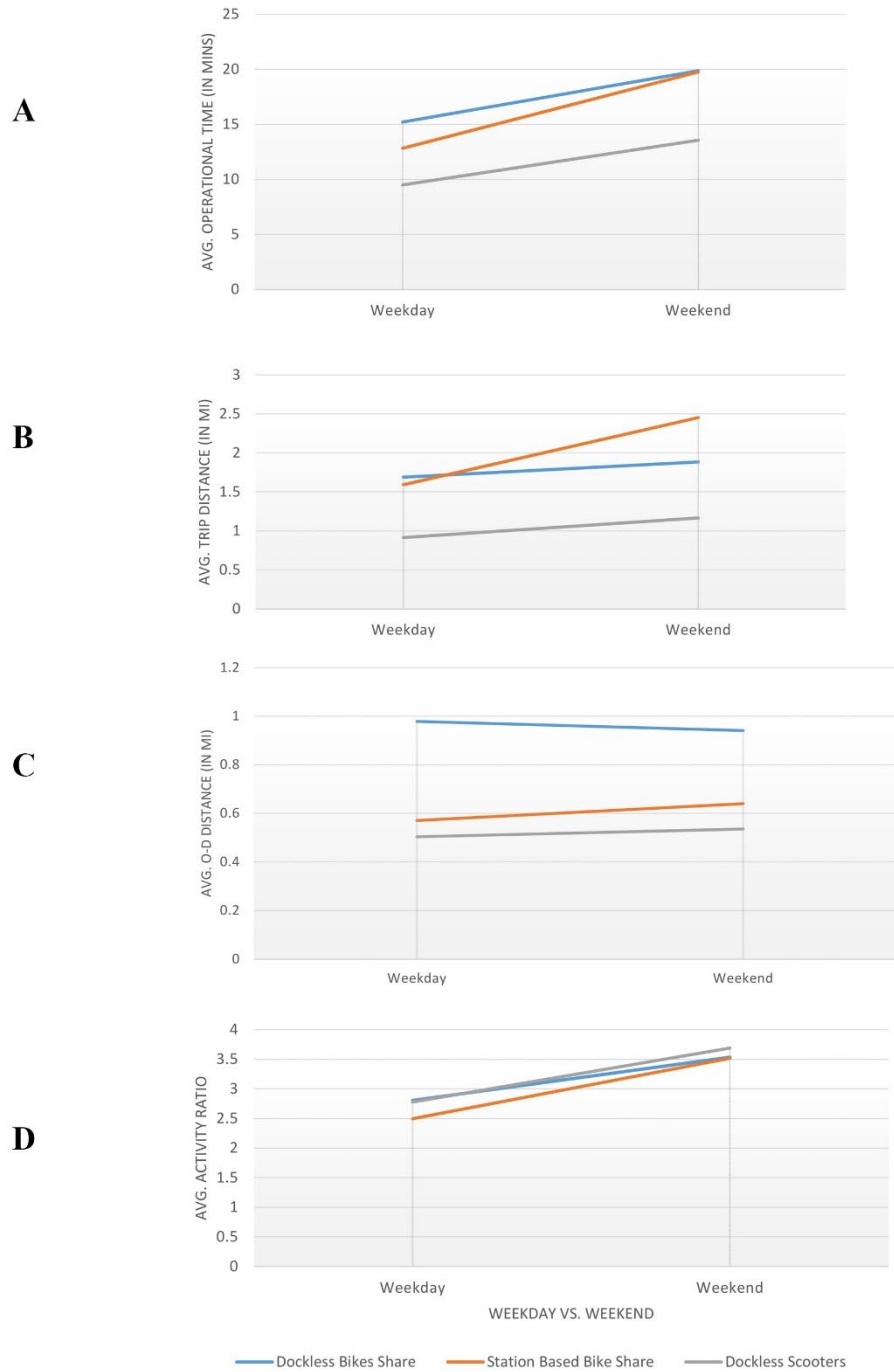 A
AVG. OPERATIONAL TIME (IN MINS)
25
20
15
10
5
0
Weekday Weekend
B
AVG. TRIP DISTANCE (IN MI)
3
2.5
2
1.5
1
0.5
0
Weekday Weekend
C
AVG. O-D DISTANCE (IN MI)
1.2
1
0.8
0.6
0.4
0.2
0
Weekday Weekend
D
AVG. ACTIVITY RATIO
4
3.5
3
2.5
2
1.5
1
0.5
0
Weekday Weekend
WEEKDAY VS. WEEKEND
Dockless Bikes Share Station Based Bike Share Dockless Scooters